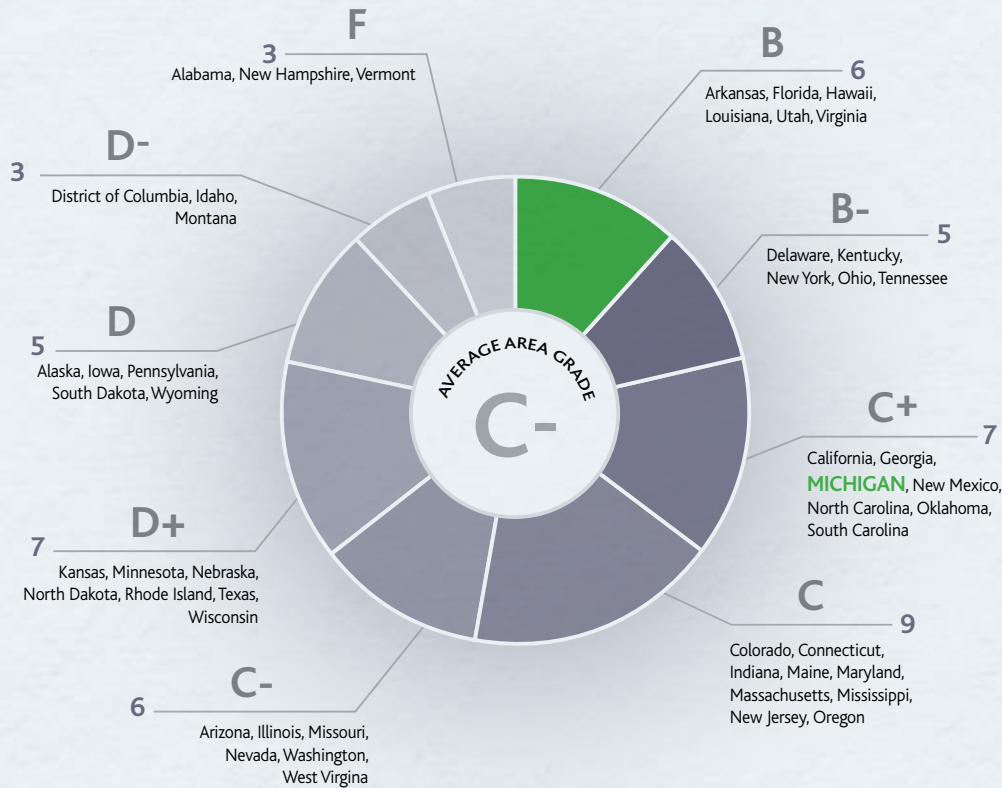 F
3
Alabama, New Hampshire, Vermont
B
6
Arkansas, Florida, Hawaii,
Louisiana, Utah, Virginia
D-
3
District of Columbia, Idaho,
Montana
B-
5
Delaware, Kentucky,
New York, Ohio, Tennessee
D
5
Alaska, Iowa, Pennsylvania,
South Dakota, Wyoming
AVERAGE AREA GRADE
C-
C+
7
California, Georgia,
MICHIGAN, New Mexico,
North Carolina, Oklahoma,
South Carolina
D+
7
Kansas, Minnesota, Nebraska,
North Dakota, Rhode Island, Texas,
Wisconsin
C
9
Colorado, Connecticut,
Indiana, Maine, Maryland,
Massachusetts, Mississippi,
New Jersey, Oregon
C-
6
Arizona, Illinois, Missouri,
Nevada, Washington,
West Virgina